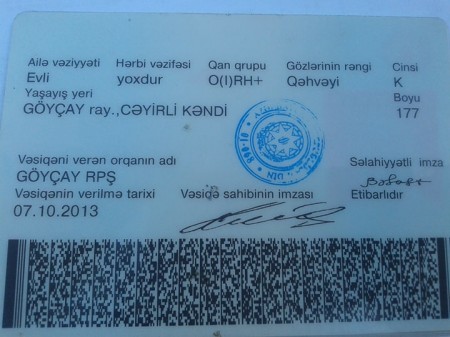 Ailə vəziyyəti Hərbi vəzifəsi Qan qrupu Gözlərinin rəngi Cinsi
Evli yoxdur O(I)RH+ Qəhvəyi K
Yaşayış yeri Boyu
GÖYÇAY ray.,CƏYİRLİ KƏNDİ 177
Vəsiqəni verən orqanın adı Səlahiyyətli imza
GÖYÇAY RPŞ
Vəsiqənin verilmə tarixi Vəsiqə sahibinin imzası Etibarlıdır
07.10.2013